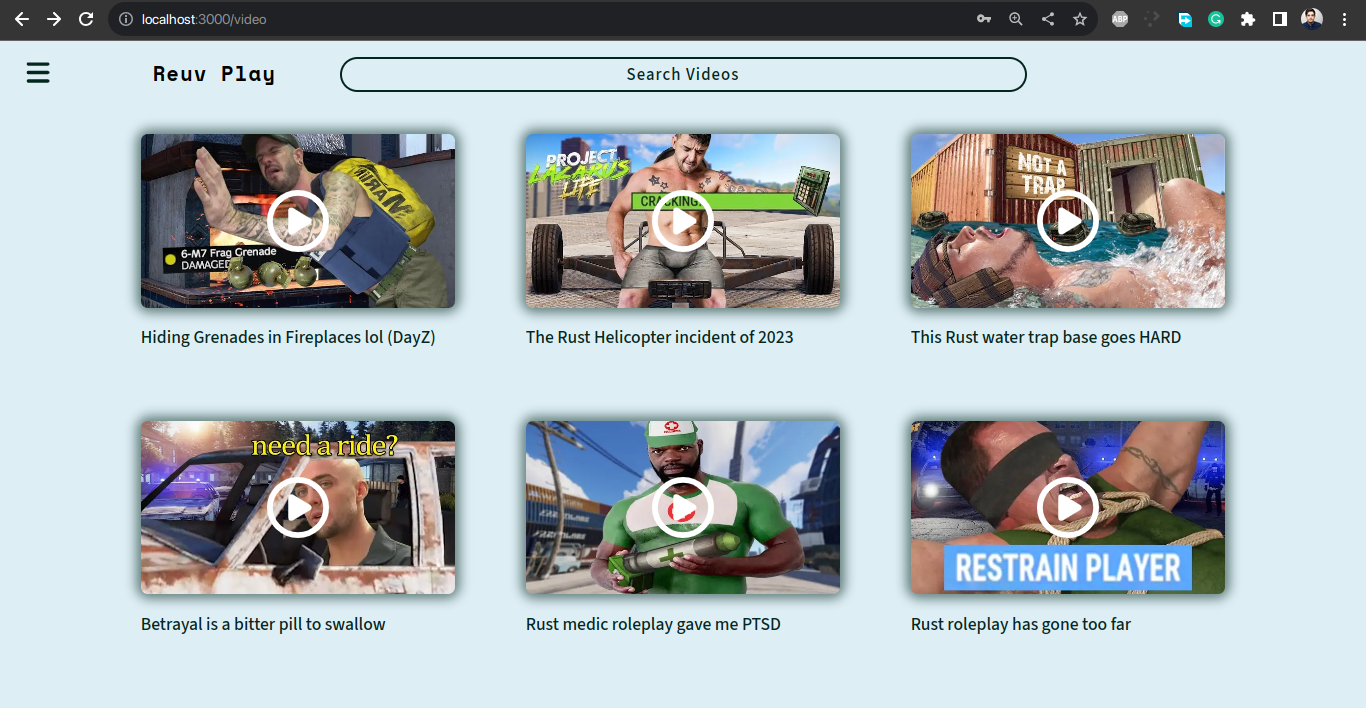 localhost:3000/video
ABP
Reuv Play
Search Videos
MARIN
6-M7 Frag Grenade
DAMAGED
Hiding Grenades in Fireplaces lol (DayZ)
PROJECT
LAZARUS
LIFE
CRACKING
The Rust Helicopter incident of 2023
NOT A
TRAP
This Rust water trap base goes HARD
need a ride?
Betrayal is a bitter pill to swallow
Rust medic roleplay gave me PTSD
RESTRAIN PLAYER
Rust roleplay has gone too far